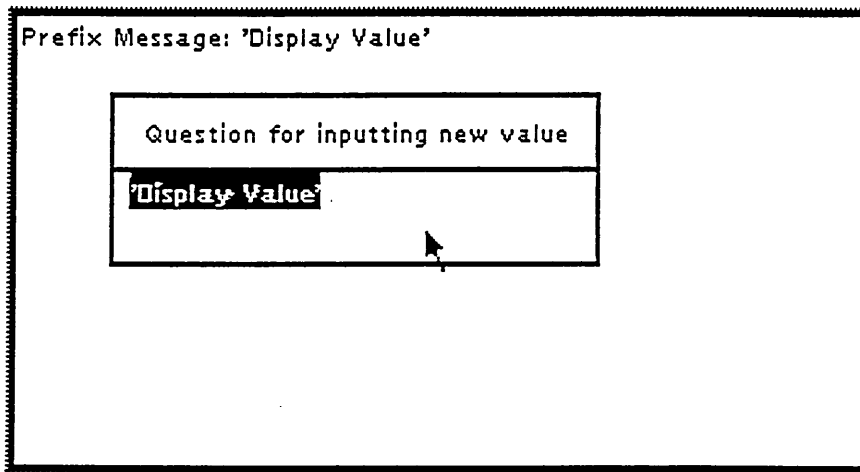 Prefix Message: 'Display Value'
Question for inputting new value
'Display Value'